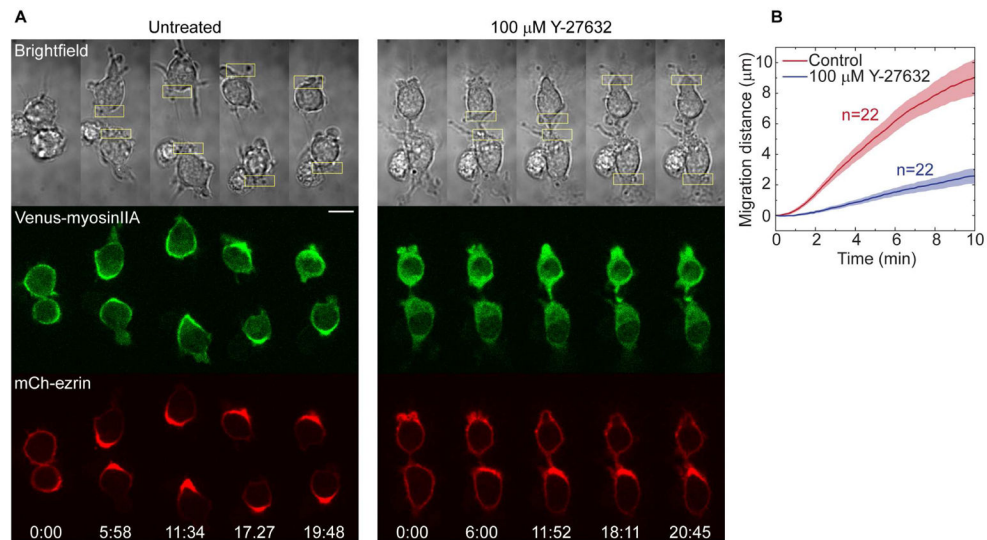 A
Untreated
100 μM Y-27632
Brightfield
Venus-myosinIIA
mCh-ezrin
0:00 5:58 11:34 17.27 19:48
0:00 6:00 11:52 18:11 20:45
B
Migration distance (μm)
10
8
6
4
2
0
Control
100 μM Y-27632
n=22
n=22
0 2 4 6 8 10
Time (min)